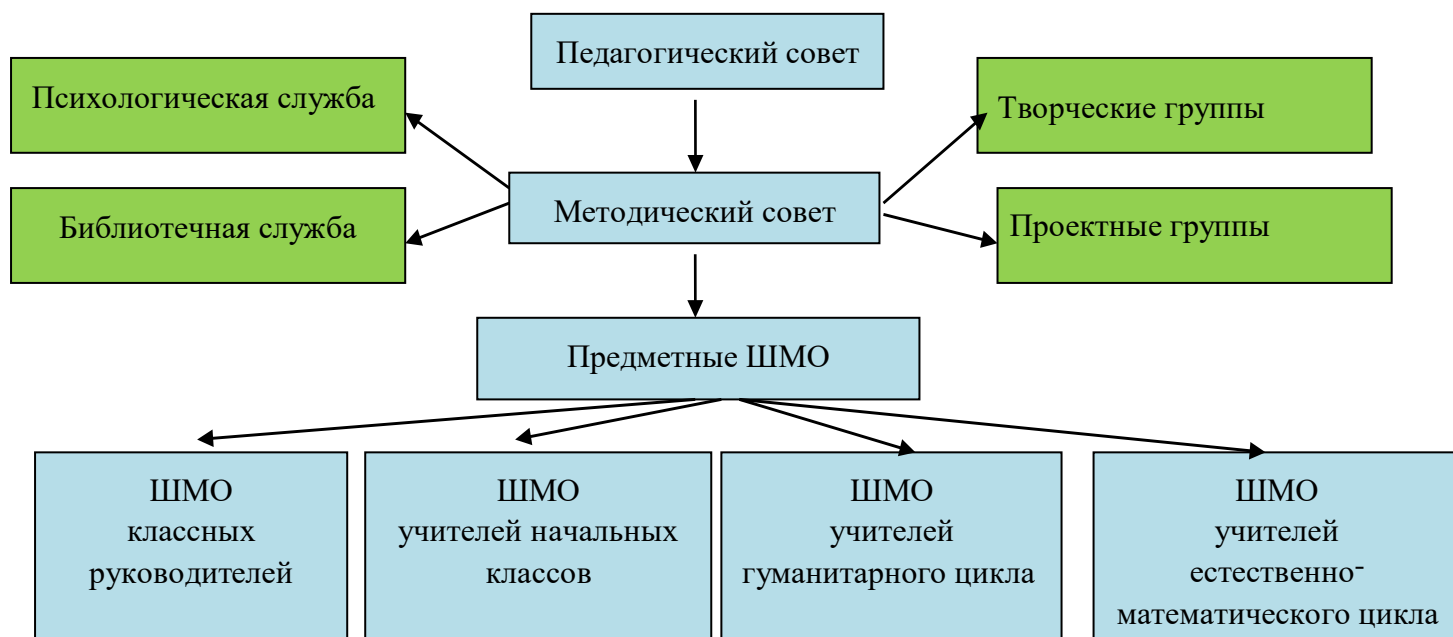 Педагогический совет
Психологическая служба
Творческие группы
Библиотечная служба
Методический совет
Проектные группы
Предметные ШМО
ШМО
классных
руководителей
ШМО
учителей начальных
классов
ШМО
учителей
гуманитарного цикла
ШМО
учителей
естественно-
математического цикла